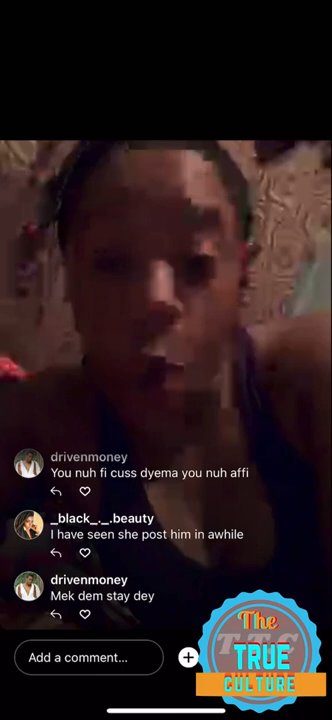 drivenmoney
You nuh fi cuss dyema you nuh affi
_black_._.beauty
I have seen she post him in awhile
drivenmoney
Mek dem stay dey
Add a comment...
The
T.T.C
TRUE
CULTURE